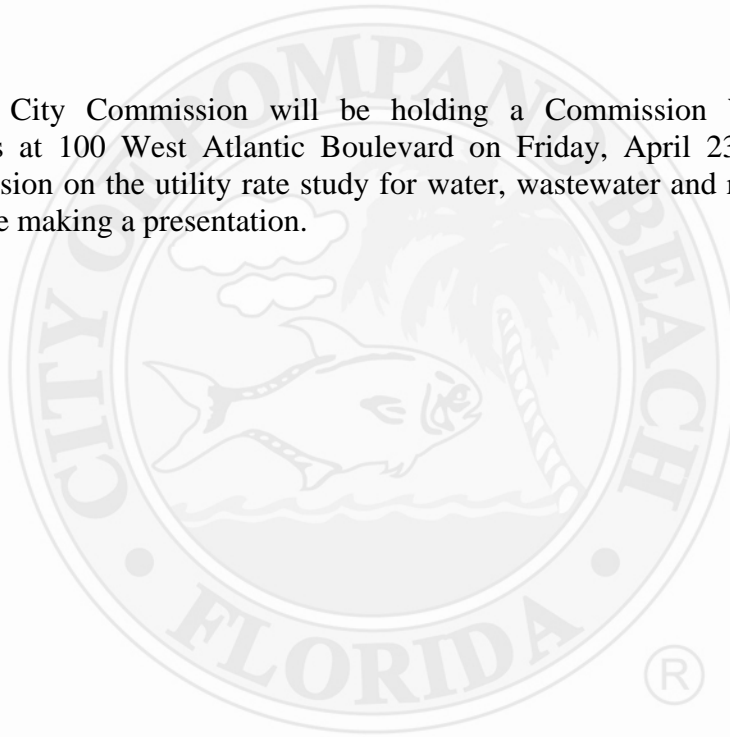 City Commission will be holding a Commission
at 100 West Atlantic Boulevard on Friday, April 23
on the utility rate study for water, wastewater and
making a presentation.
CITY OF POMPANO BEACH
• FLORIDA •
®